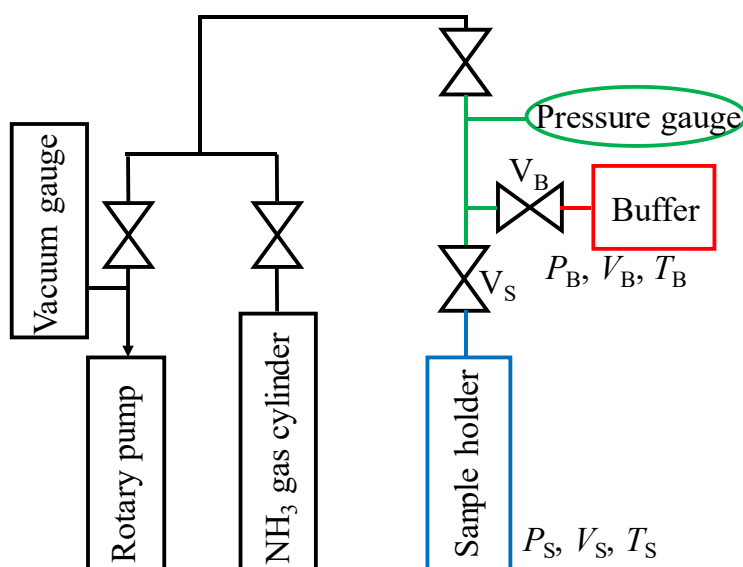 Pressure gauge
Vacuum gauge
V_B
Buffer
P_B, V_B, T_B
V_S
Rotary pump
NH₃ gas cylinder
Sanple holder
P_S, V_S, T_S